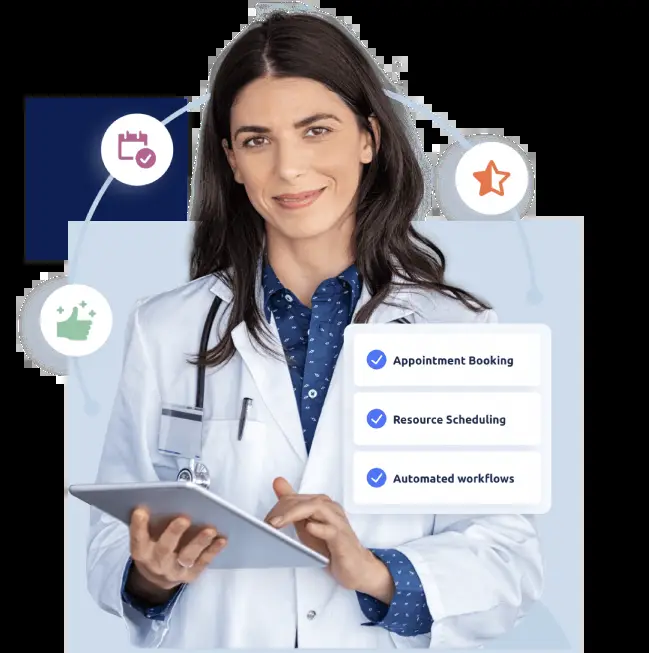 Appointment Booking
Resource Scheduling
Automated workflows